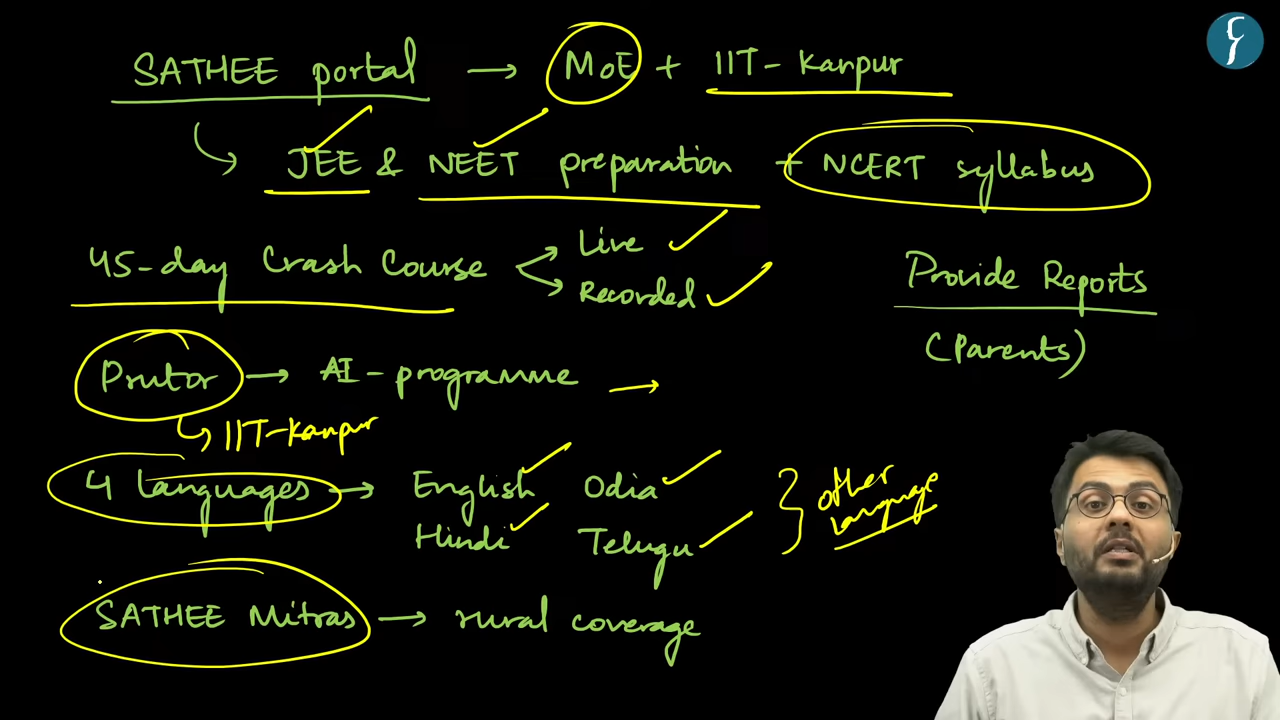 SATHEE portal → MoE + IIT-Kanpur
JEE & NEET preparation + NCERT syllabus
45-day Crash Course
Live
Recorded
Provide Reports
(Parents)
Prutor → AI-programme →
IIT-Kanpur
4 languages → English Odia
Hindi Telugu
other
language
SATHEE Mitras → rural coverage